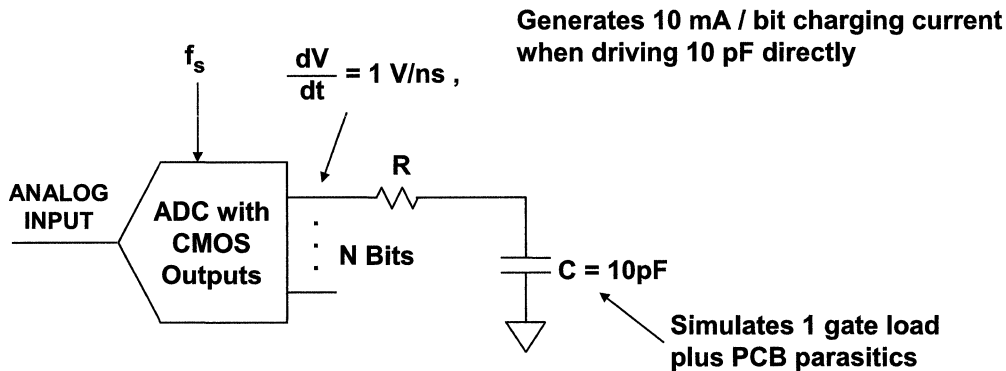 Generates 10 mA / bit charging current
when driving 10 pF directly
fs
dV
dt
= 1 V/ns ,
R
ANALOG
INPUT
ADC with
CMOS
Outputs
N Bits
C = 10pF
Simulates 1 gate load
plus PCB parasitics